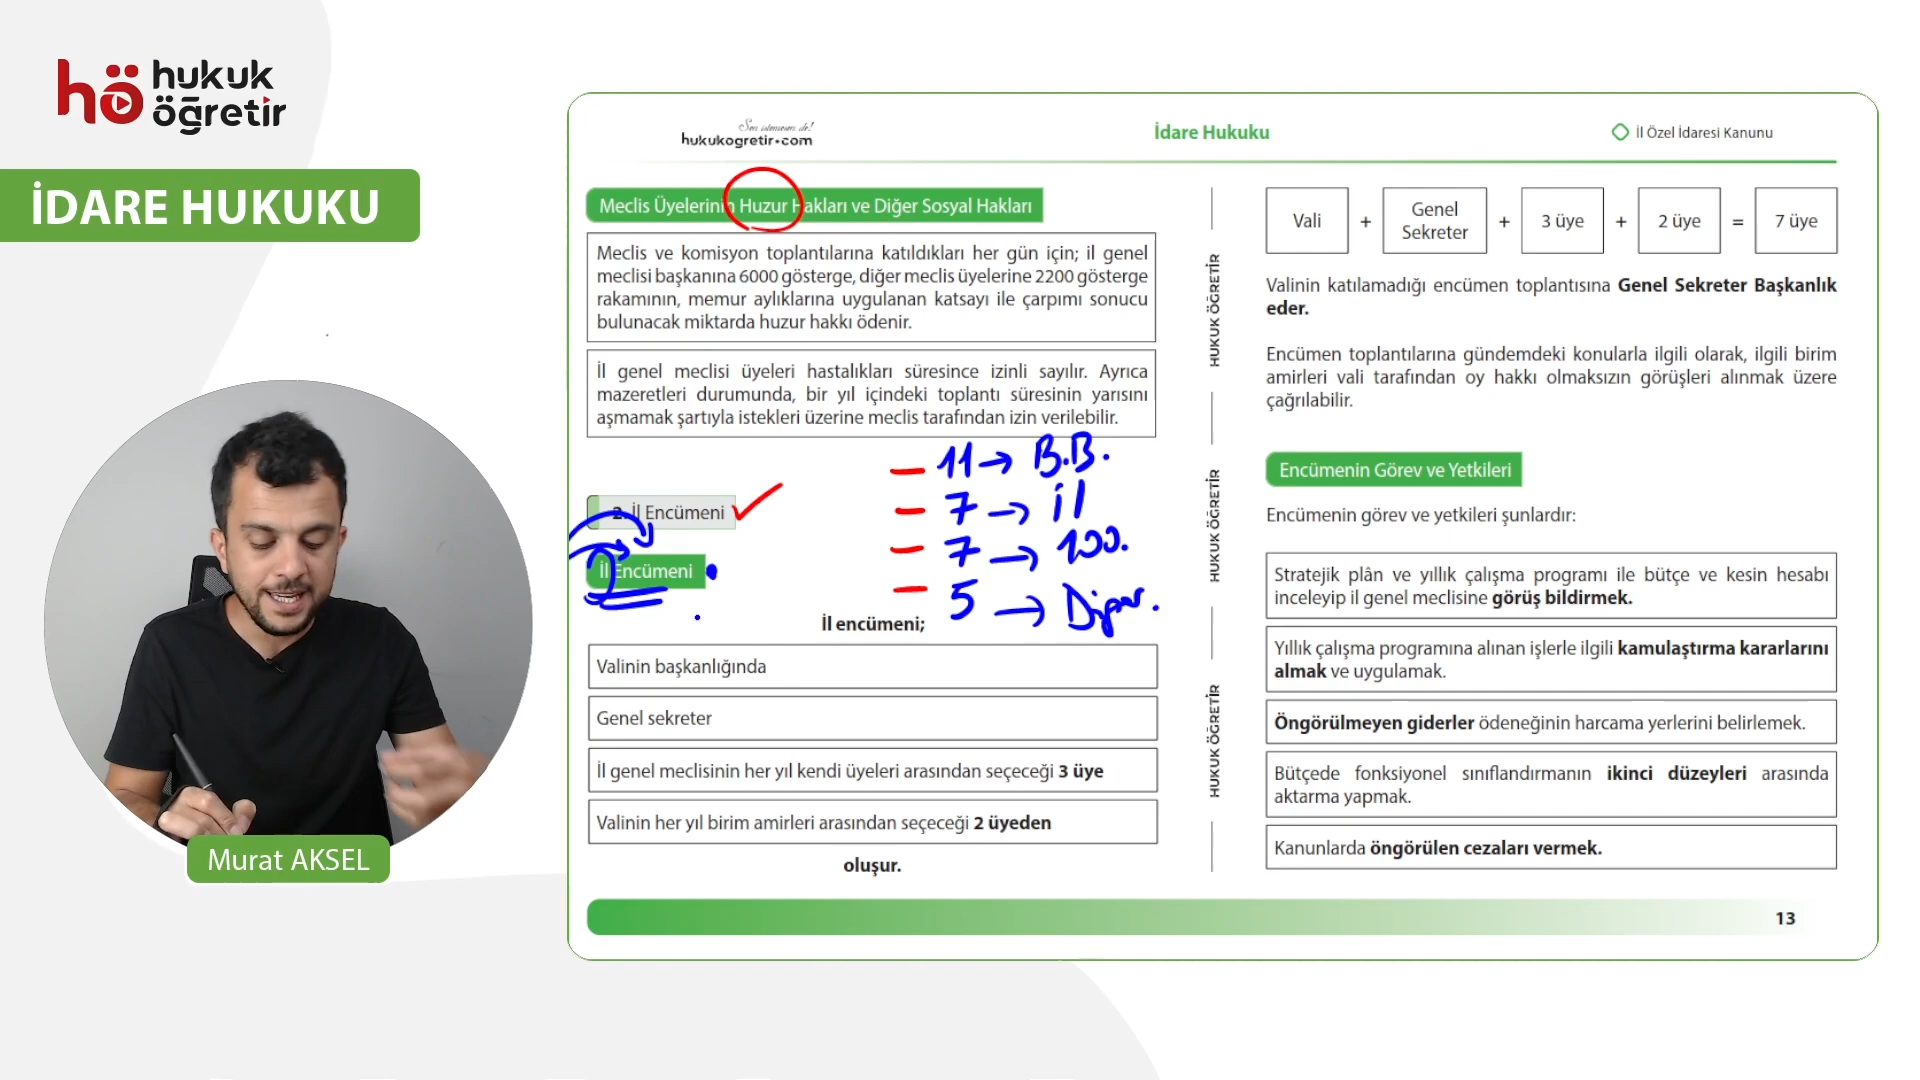 hö hukuk
öğretir
İDARE HUKUKU
Murat AKSEL
Sen istemesen de!
hukukogretir•com
İdare Hukuku
İl Özel İdaresi Kanunu
Meclis Üyelerinin Huzur Hakları ve Diğer Sosyal Hakları
Meclis ve komisyon toplantılarına katıldıkları her gün için; il genel
meclisi başkanına 6000 gösterge, diğer meclis üyelerine 2200 gösterge
rakamının, memur aylıklarına uygulanan katsayı ile çarpımı sonucu
bulunacak miktarda huzur hakkı ödenir.
İl genel meclisi üyeleri hastalıkları süresince izinli sayılır. Ayrıca
mazeretleri durumunda, bir yıl içindeki toplantı süresinin yarısını
aşmamak şartıyla istekleri üzerine meclis tarafından izin verilebilir.
— 11 → B.B.
— 7 → il
— 7 → 100.
— 5 → Diğer.
2. İl Encümeni
İl Encümeni
İl encümeni;
Valinin başkanlığında
Genel sekreter
İl genel meclisinin her yıl kendi üyeleri arasından seçeceği 3 üye
Valinin her yıl birim amirleri arasından seçeceği 2 üyeden
oluşur.
HUKUK ÖĞRETİR
HUKUK ÖĞRETİR
HUKUK ÖĞRETİR
Vali + Genel Sekreter + 3 üye + 2 üye = 7 üye
Valinin katılamadığı encümen toplantısına Genel Sekreter Başkanlık
eder.
Encümen toplantılarına gündemdeki konularla ilgili olarak, ilgili birim
amirleri vali tarafından oy hakkı olmaksızın görüşleri alınmak üzere
çağrılabilir.
Encümenin Görev ve Yetkileri
Encümenin görev ve yetkileri şunlardır:
Stratejik plân ve yıllık çalışma programı ile bütçe ve kesin hesabı
inceleyip il genel meclisine görüş bildirmek.
Yıllık çalışma programına alınan işlerle ilgili kamulaştırma kararlarını
almak ve uygulamak.
Öngörülmeyen giderler ödeneğinin harcama yerlerini belirlemek.
Bütçede fonksiyonel sınıflandırmanın ikinci düzeyleri arasında
aktarma yapmak.
Kanunlarda öngörülen cezaları vermek.
13